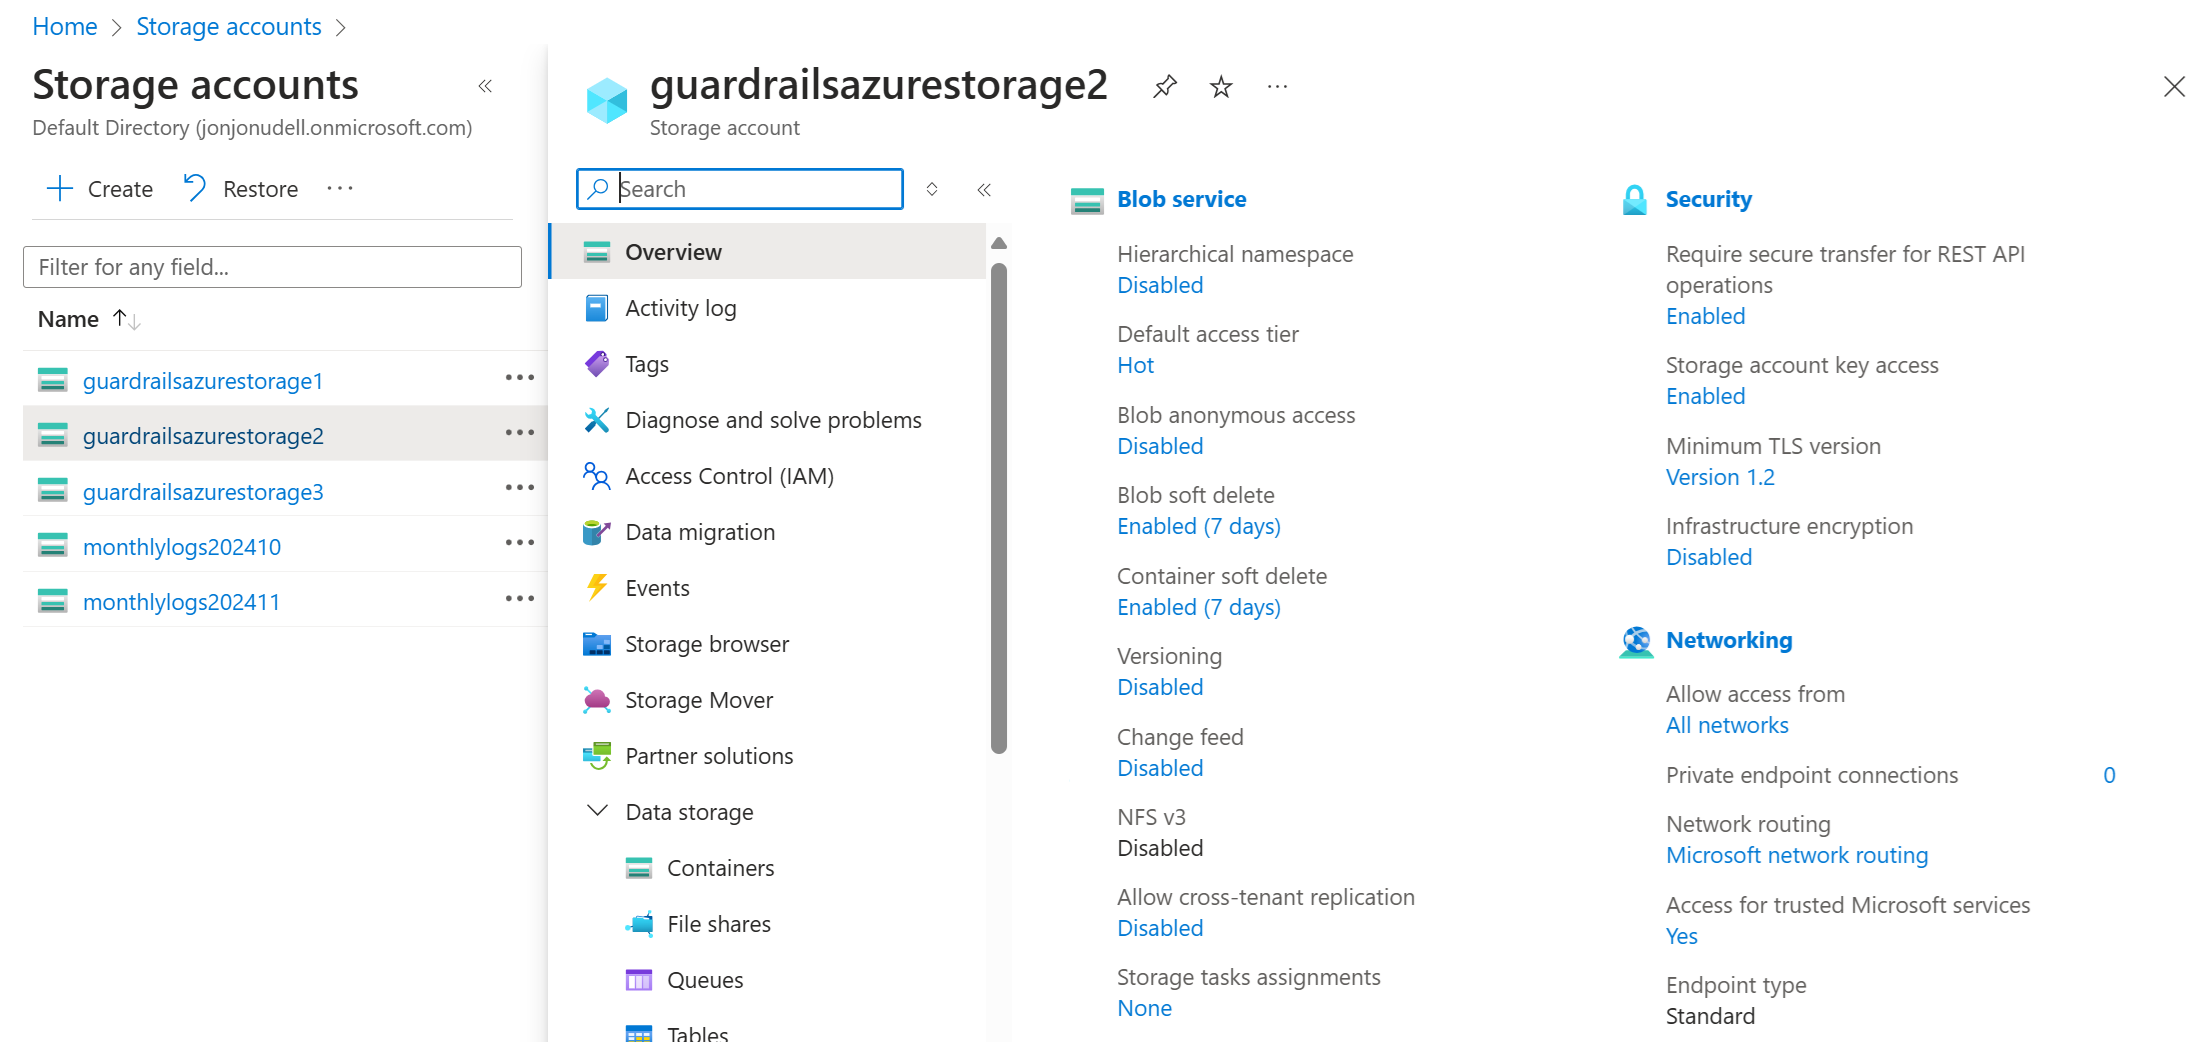 Home
Storage accounts
Storage accounts
Default Directory (jonjonudell.onmicrosoft.com)
Create
Restore
Filter for any field...
Name
guardrailsazurestorage1
guardrailsazurestorage2
guardrailsazurestorage3
monthlylogs202410
monthlylogs202411
guardrailsazurestorage2
Storage account
Search
Overview
Activity log
Tags
Diagnose and solve problems
Access Control (IAM)
Data migration
Events
Storage browser
Storage Mover
Partner solutions
Data storage
Containers
File shares
Queues
Tables
Blob service
Hierarchical namespace
Disabled
Default access tier
Hot
Blob anonymous access
Disabled
Blob soft delete
Enabled (7 days)
Container soft delete
Enabled (7 days)
Versioning
Disabled
Change feed
Disabled
NFS v3
Disabled
Allow cross-tenant replication
Disabled
Storage tasks assignments
None
Security
Require secure transfer for REST API
operations
Enabled
Storage account key access
Enabled
Minimum TLS version
Version 1.2
Infrastructure encryption
Disabled
Networking
Allow access from
All networks
Private endpoint connections 0
Network routing
Microsoft network routing
Access for trusted Microsoft services
Yes
Endpoint type
Standard